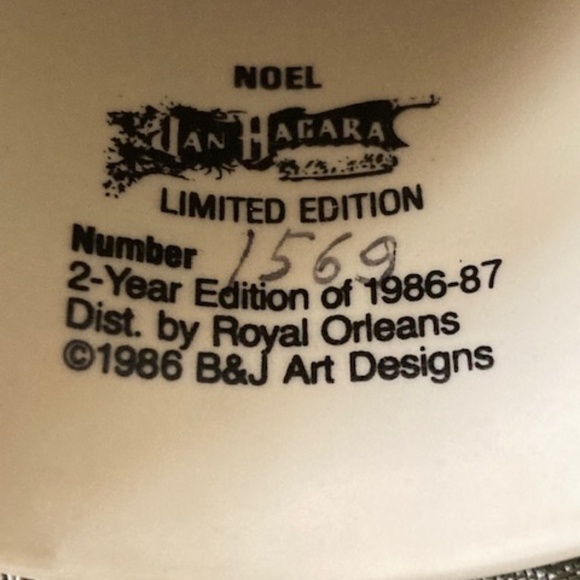 NOEL
JAN HAGARA
LIMITED EDITION
Number 1569
2-Year Edition of 1986-87
Dist. by Royal Orleans
©1986 B&J Art Designs